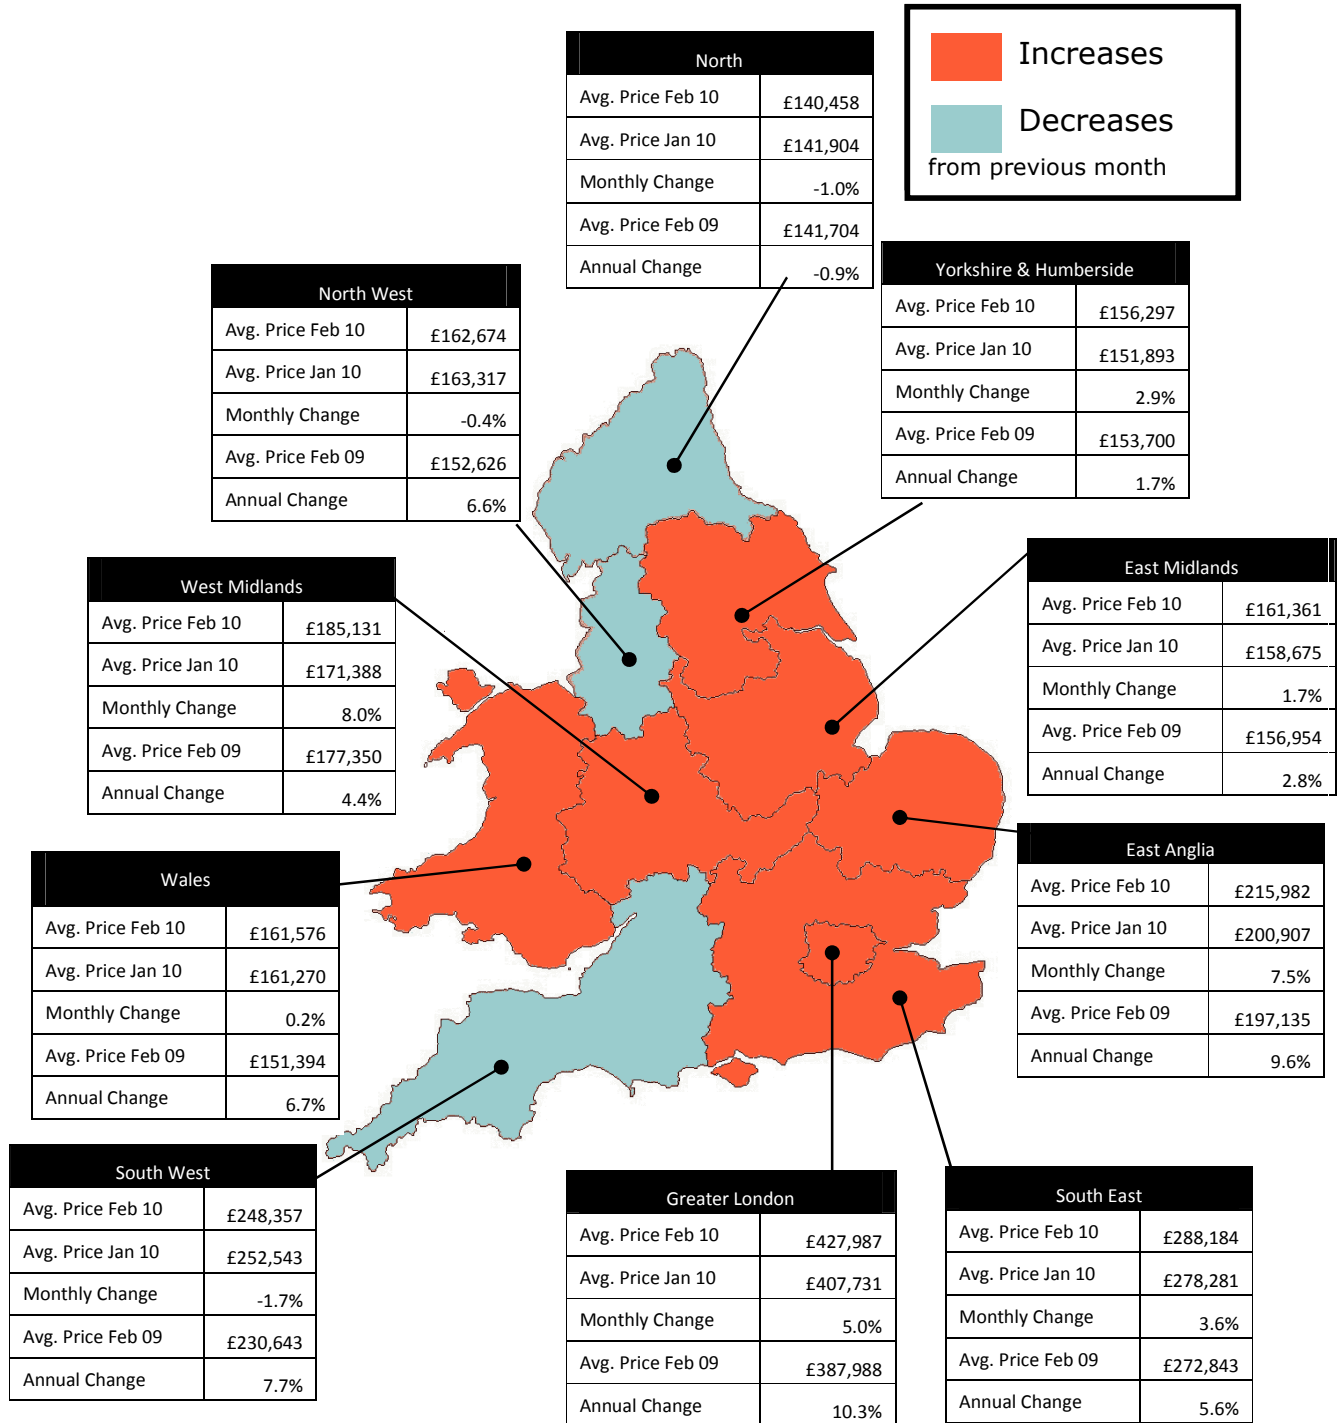 Increases
Decreases
from previous month
North
Avg. Price Feb 10 £140,458
Avg. Price Jan 10 £141,904
Monthly Change -1.0%
Avg. Price Feb 09 £141,704
Annual Change -0.9%
Yorkshire & Humberside
Avg. Price Feb 10 £156,297
Avg. Price Jan 10 £151,893
Monthly Change 2.9%
Avg. Price Feb 09 £153,700
Annual Change 1.7%
North West
Avg. Price Feb 10 £162,674
Avg. Price Jan 10 £163,317
Monthly Change -0.4%
Avg. Price Feb 09 £152,626
Annual Change 6.6%
East Midlands
Avg. Price Feb 10 £161,361
Avg. Price Jan 10 £158,675
Monthly Change 1.7%
Avg. Price Feb 09 £156,954
Annual Change 2.8%
West Midlands
Avg. Price Feb 10 £185,131
Avg. Price Jan 10 £171,388
Monthly Change 8.0%
Avg. Price Feb 09 £177,350
Annual Change 4.4%
East Anglia
Avg. Price Feb 10 £215,982
Avg. Price Jan 10 £200,907
Monthly Change 7.5%
Avg. Price Feb 09 £197,135
Annual Change 9.6%
Wales
Avg. Price Feb 10 £161,576
Avg. Price Jan 10 £161,270
Monthly Change 0.2%
Avg. Price Feb 09 £151,394
Annual Change 6.7%
South West
Avg. Price Feb 10 £248,357
Avg. Price Jan 10 £252,543
Monthly Change -1.7%
Avg. Price Feb 09 £230,643
Annual Change 7.7%
Greater London
Avg. Price Feb 10 £427,987
Avg. Price Jan 10 £407,731
Monthly Change 5.0%
Avg. Price Feb 09 £387,988
Annual Change 10.3%
South East
Avg. Price Feb 10 £288,184
Avg. Price Jan 10 £278,281
Monthly Change 3.6%
Avg. Price Feb 09 £272,843
Annual Change 5.6%